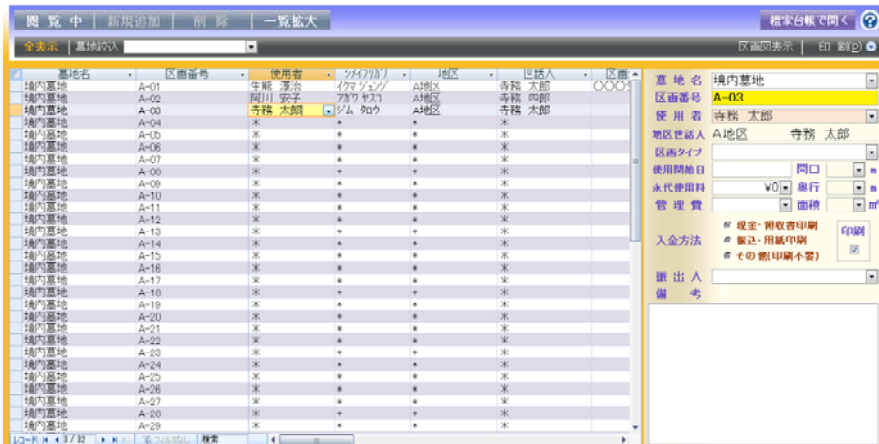 閲覧中 新規追加 削除 一覧拡大 檀家台帳で開く ?
全表示 墓地絞込 区画図表示 印刷(P)
墓地名 区画番号 使用者 地区 世話人 区画
境内墓地 A-01 生熊 淳治 イクマ ジュンジ A地区 寺務 太郎
境内墓地 A-02 阿川 安子 アガワ ヤスコ A地区 寺務 四郎
境内墓地 A-03 寺務 太郎 ジム タロウ A地区 寺務 太郎
境内墓地 A-04 * * * *
境内墓地 A-05 * * * *
境内墓地 A-06 * * * *
境内墓地 A-07 * * * *
境内墓地 A-08 * * * *
境内墓地 A-09 * * * *
境内墓地 A-10 * * * *
境内墓地 A-11 * * * *
境内墓地 A-12 * * * *
境内墓地 A-13 * * * *
境内墓地 A-14 * * * *
境内墓地 A-15 * * * *
境内墓地 A-16 * * * *
境内墓地 A-17 * * * *
境内墓地 A-18 * * * *
境内墓地 A-19 * * * *
境内墓地 A-20 * * * *
境内墓地 A-21 * * * *
境内墓地 A-22 * * * *
境内墓地 A-23 * * * *
境内墓地 A-24 * * * *
境内墓地 A-25 * * * *
境内墓地 A-26 * * * *
境内墓地 A-27 * * * *
境内墓地 A-28 * * * *
境内墓地 A-29 * * * *
レコード: 3 / 32 フィルタなし 検索
墓地名 境内墓地
区画番号 A-03
使用者 寺務 太郎
地区世話人 A地区 寺務 太郎
区画タイプ
使用開始日 間口 m
永代使用料 ¥0 奥行 m
管理費 面積 ㎡
入金方法
現金・領収書印刷
振込・用紙印刷
その他(印刷不要)
印刷
振出人
備考